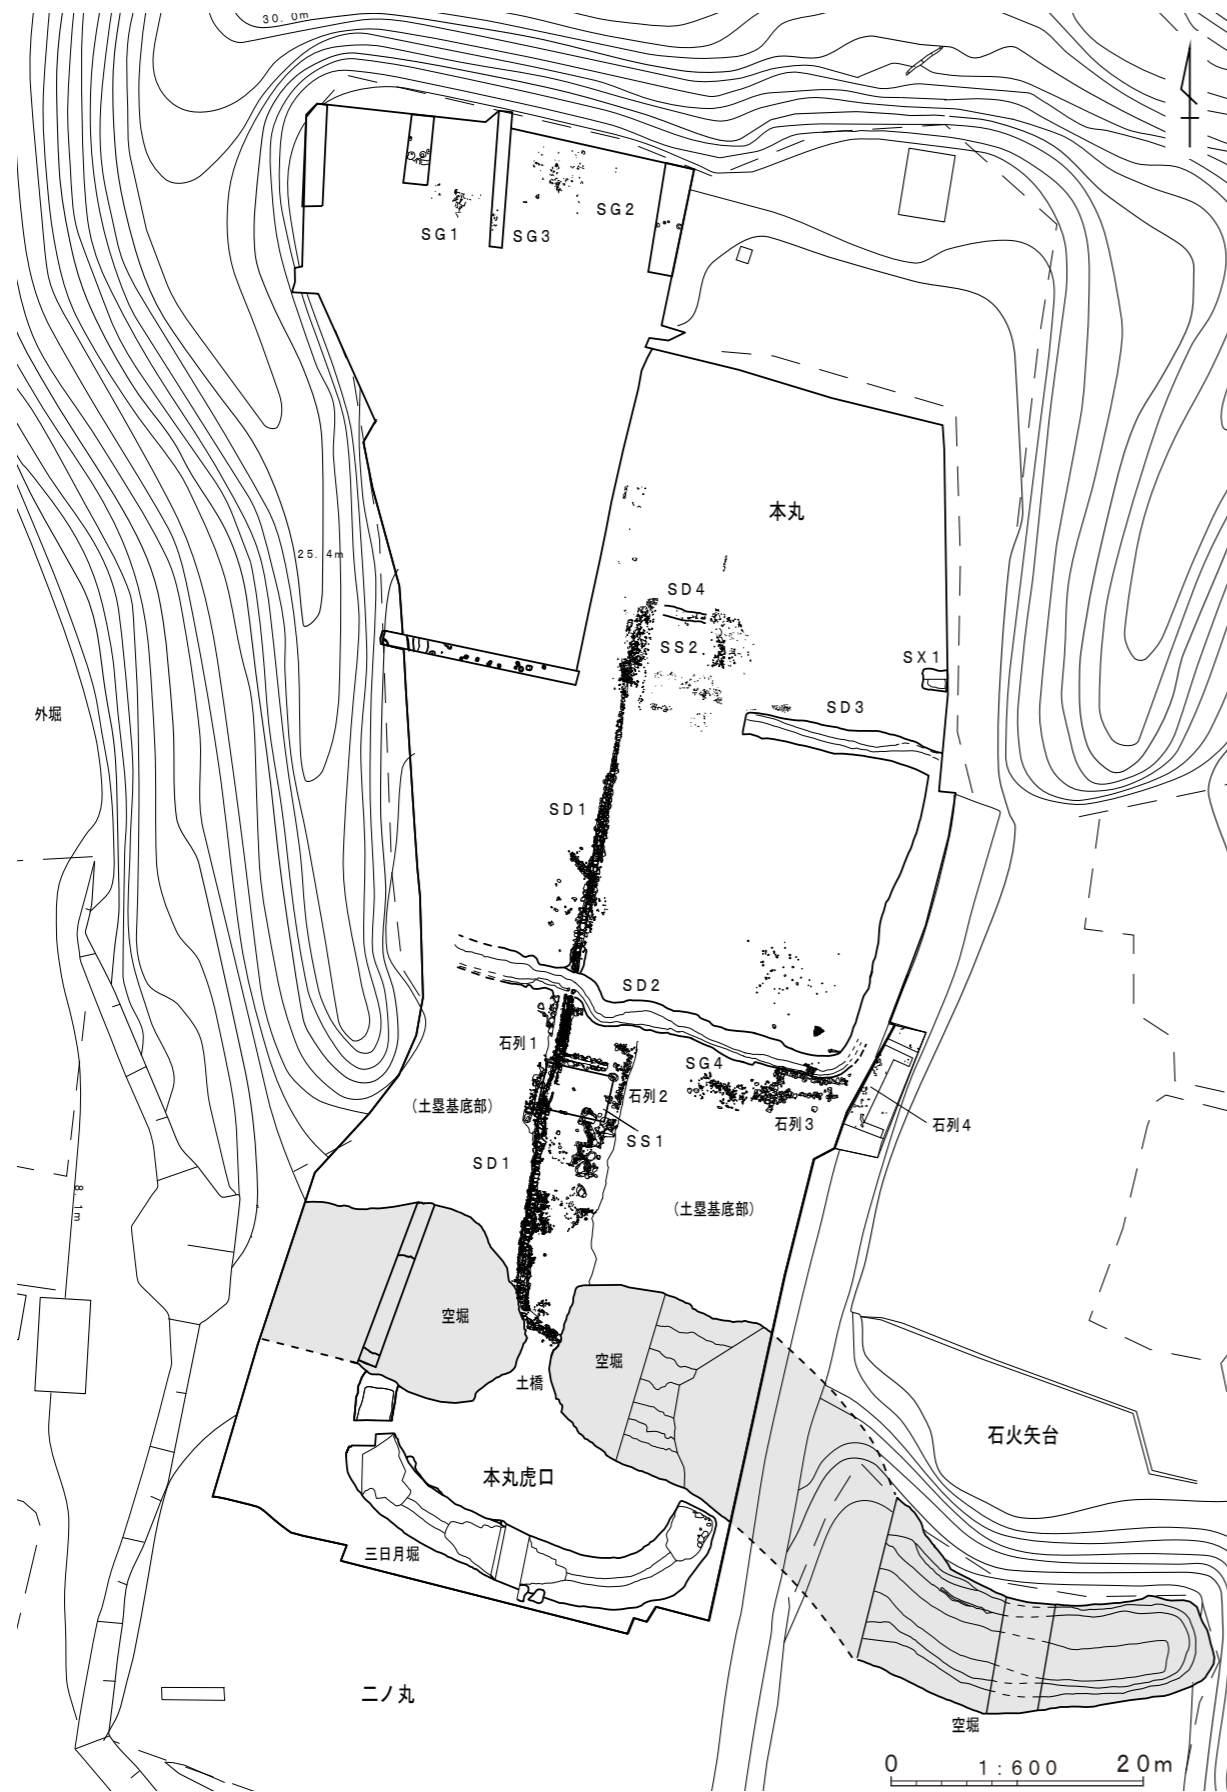 30.0m
SG2
SG1
SG3
本丸
25.4m
SD4
SS2
SX1
SD3
外堀
SD1
SD2
石列1
SG4
石列2
(土塁基底部)
石列3
石列4
SS1
SD1
8.1m
(土塁基底部)
空堀
空堀
土橋
石火矢台
本丸虎口
三日月堀
二ノ丸
空堀
0 1:600 20m